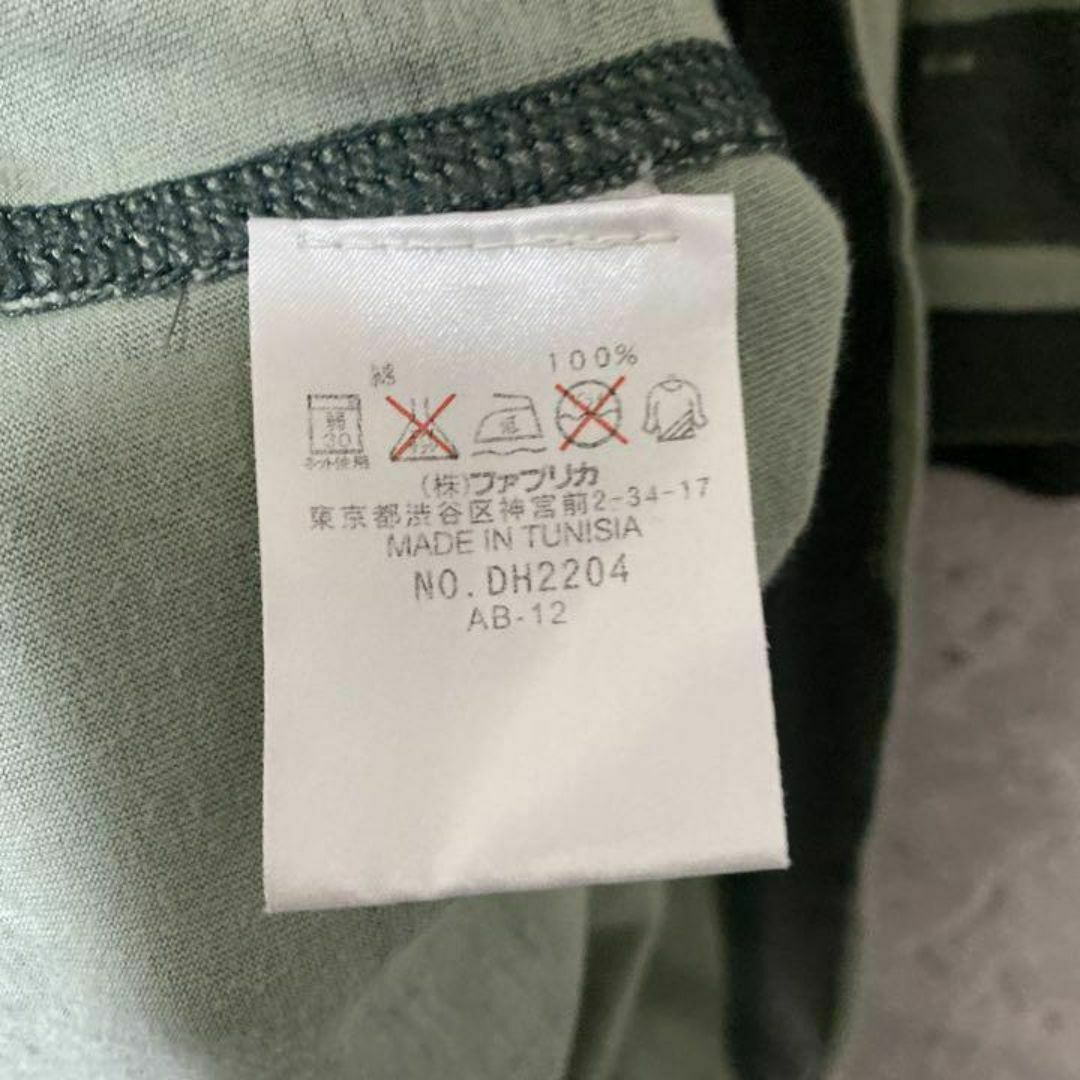 綿 100%
弱
30
ネット使用
低
(株)ファブリカ
東京都渋谷区神宮前2-34-17
MADE IN TUNISIA
NO.DH2204
AB-12